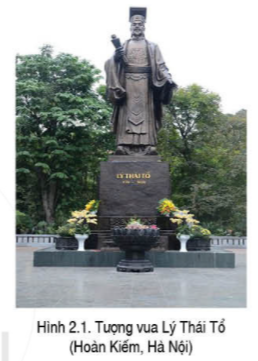 LÝ THÁI TỔ
Hình 2.1. Tượng vua Lý Thái Tổ
(Hoàn Kiếm, Hà Nội)